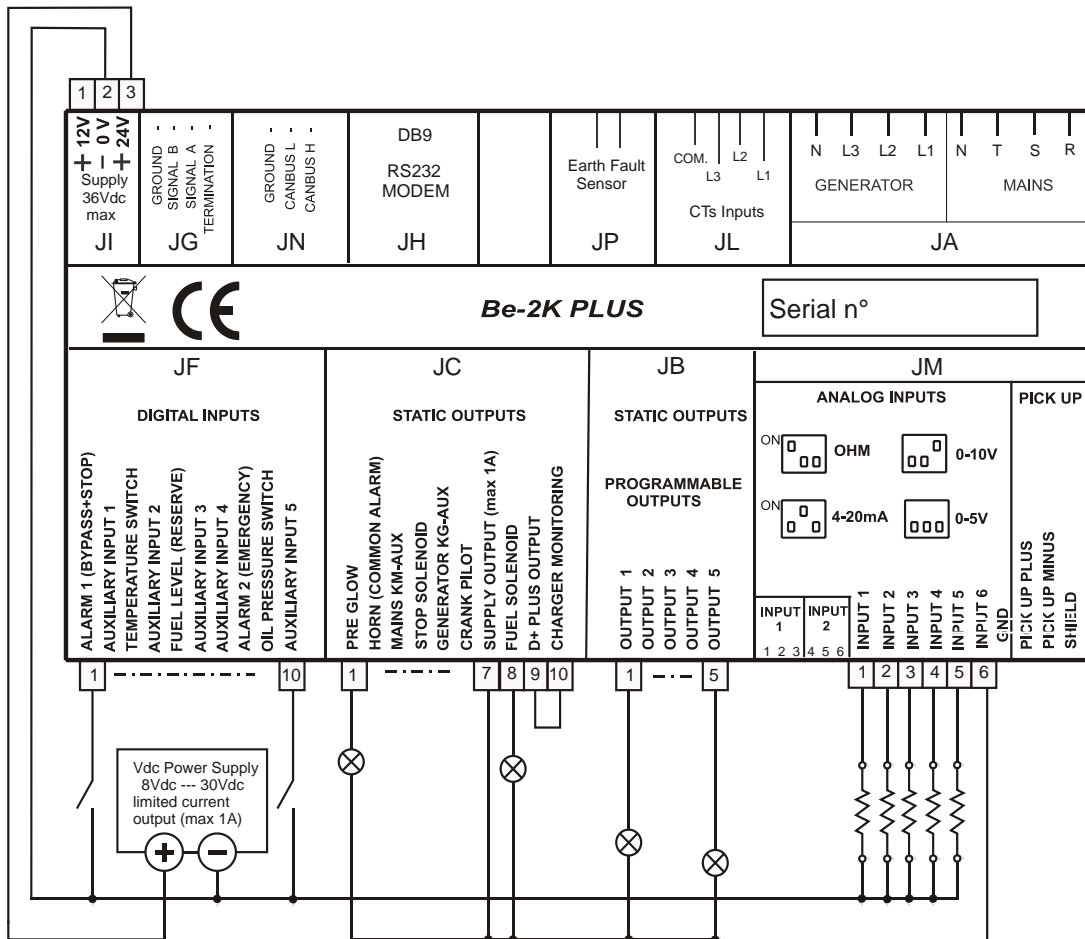 1 2 3
+ 12V
- 0 V
+ 24V
Supply
36Vdc
max
JI
GROUND -
SIGNAL B -
SIGNAL A -
TERMINATION -
JG
GROUND -
CANBUS L -
CANBUS H -
JN
DB9
RS232
MODEM
JH
Earth Fault
Sensor
JP
COM.
L3
L2
L1
CTs Inputs
JL
N L3 L2 L1 N T S R
GENERATOR
MAINS
JA
CE
Be-2K PLUS
Serial n°
JF
DIGITAL INPUTS
ALARM 1 (BYPASS+STOP)
AUXILIARY INPUT 1
TEMPERATURE SWITCH
AUXILIARY INPUT 2
FUEL LEVEL (RESERVE)
AUXILIARY INPUT 3
AUXILIARY INPUT 4
ALARM 2 (EMERGENCY)
OIL PRESSURE SWITCH
AUXILIARY INPUT 5
1 10
JC
STATIC OUTPUTS
PRE GLOW
HORN (COMMON ALARM)
MAINS KM-AUX
STOP SOLENOID
GENERATOR KG-AUX
CRANK PILOT
SUPPLY OUTPUT (max 1A)
FUEL SOLENOID
D+ PLUS OUTPUT
CHARGER MONITORING
1 7 8 9 10
JB
STATIC OUTPUTS
PROGRAMMABLE
OUTPUTS
OUTPUT 1
OUTPUT 2
OUTPUT 3
OUTPUT 4
OUTPUT 5
1 5
JM
ANALOG INPUTS
ON
OHM
0-10V
ON
4-20mA
0-5V
INPUT
1
INPUT
2
1 2 3 4 5 6
INPUT 1
INPUT 2
INPUT 3
INPUT 4
INPUT 5
INPUT 6
GND
PICK UP
PICK UP PLUS
PICK UP MINUS
SHIELD
1 2 3 4 5 6
Vdc Power Supply
8Vdc --- 30Vdc
limited current
output (max 1A)
+ -